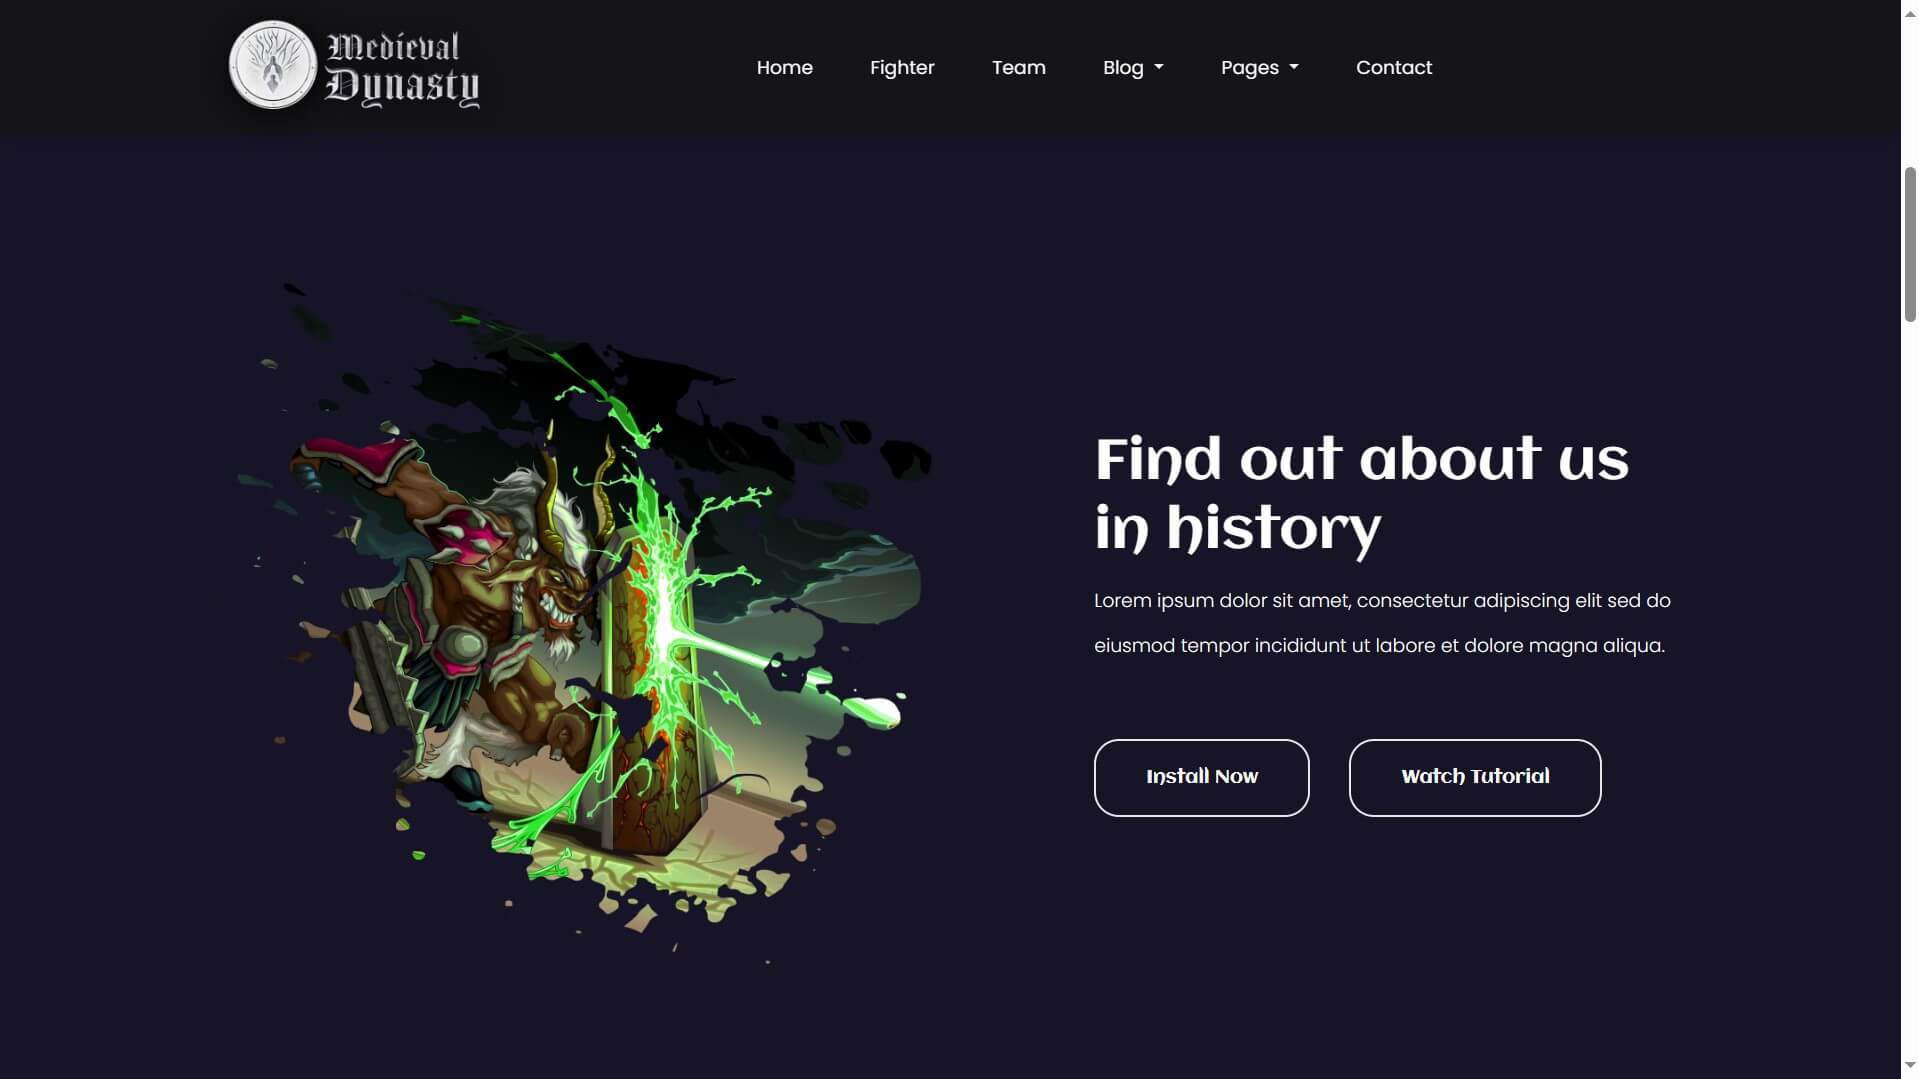 Medieval
Dynasty
Home
Fighter
Team
Blog
Pages
Contact
Find out about us
in history
Lorem ipsum dolor sit amet, consectetur adipiscing elit sed do
eiusmod tempor incididunt ut labore et dolore magna aliqua.
Install Now
Watch Tutorial